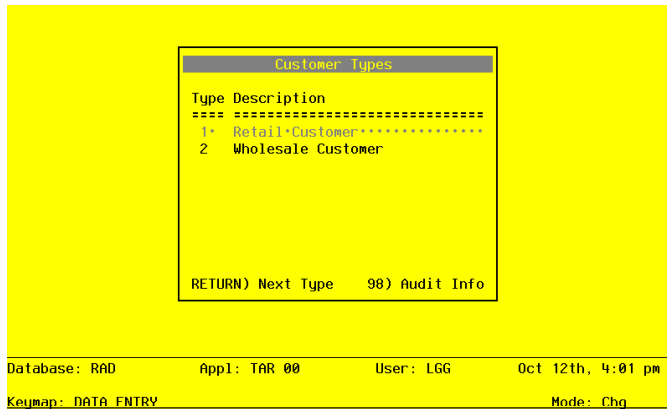 Customer Types
Type Description
==== ==============================
1· Retail·Customer···············
2 Wholesale Customer
RETURN) Next Type 98) Audit Info
Database: RAD Appl: TAR 00 User: LGG Oct 12th, 4:01 pm
Keymap: DATA ENTRY Mode: Chg